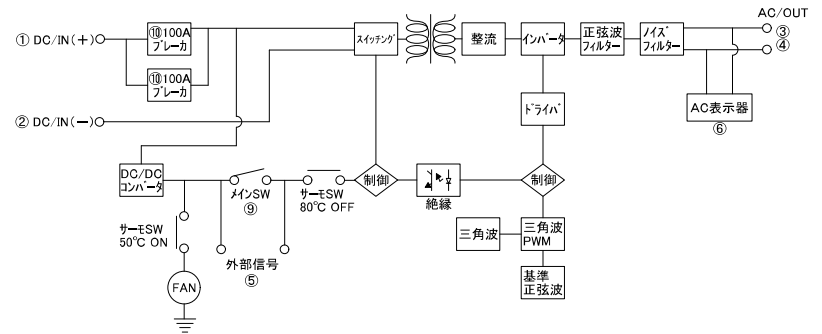 AC/OUT
① DC/IN(+)
⑩100A
ブレーカ
スイッチング
整流
インバータ
正弦波
フィルター
ノイズ
フィルター
③
④
⑩100A
ブレーカ
② DC/IN(−)
ドライバ
AC表示器
⑥
DC/DC
コンバータ
メインSW
⑨
サーモSW
80℃ OFF
制御
絶縁
制御
サーモSW
50℃ ON
外部信号
⑤
三角波
三角波
PWM
基準
正弦波
FAN